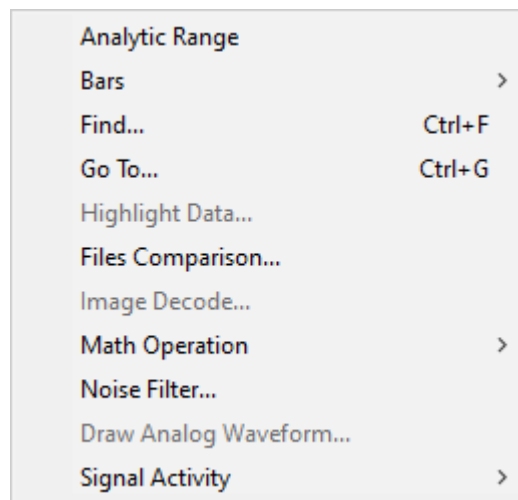 Analytic Range
Bars
Find... Ctrl+F
Go To... Ctrl+G
Highlight Data...
Files Comparison...
Image Decode...
Math Operation
Noise Filter...
Draw Analog Waveform...
Signal Activity